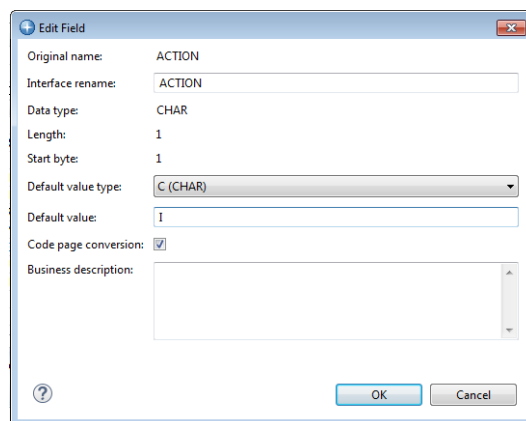 Edit Field
Original name: ACTION
Interface rename: ACTION
Data type: CHAR
Length: 1
Start byte: 1
Default value type: C (CHAR)
Default value: I
Code page conversion:
Business description:
?
OK Cancel